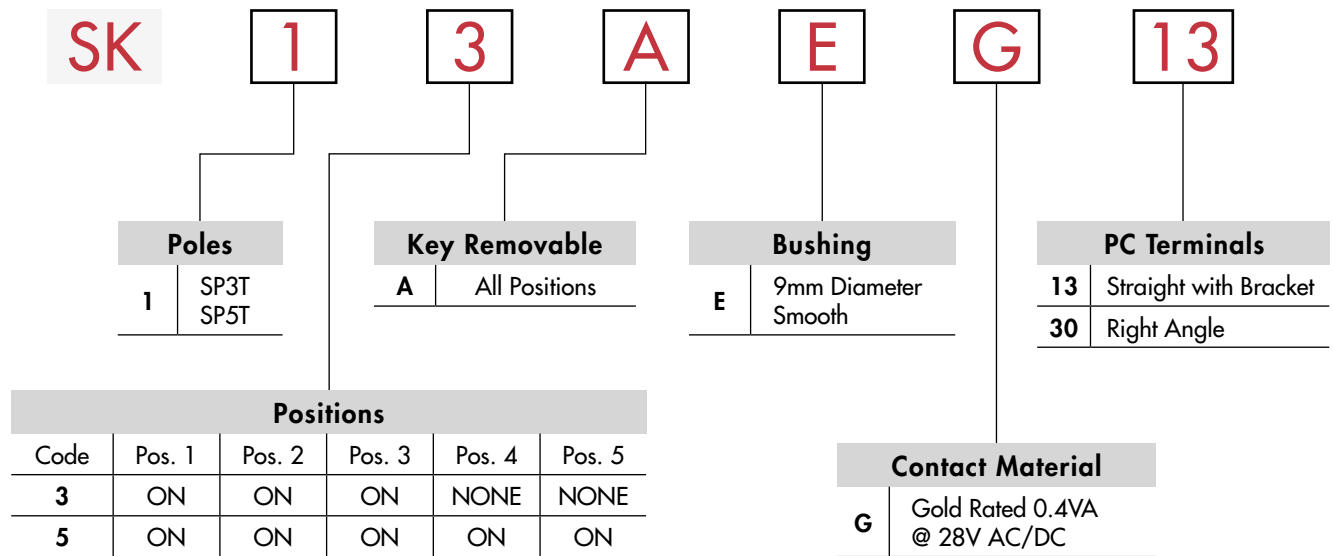 SK 1 3 A E G 13
Poles
1 SP3T
SP5T
Key Removable
A All Positions
Bushing
E 9mm Diameter
Smooth
PC Terminals
13 Straight with Bracket
30 Right Angle
Positions
Code Pos. 1 Pos. 2 Pos. 3 Pos. 4 Pos. 5
3 ON ON ON NONE NONE
5 ON ON ON ON ON
Contact Material
G Gold Rated 0.4VA
@ 28V AC/DC